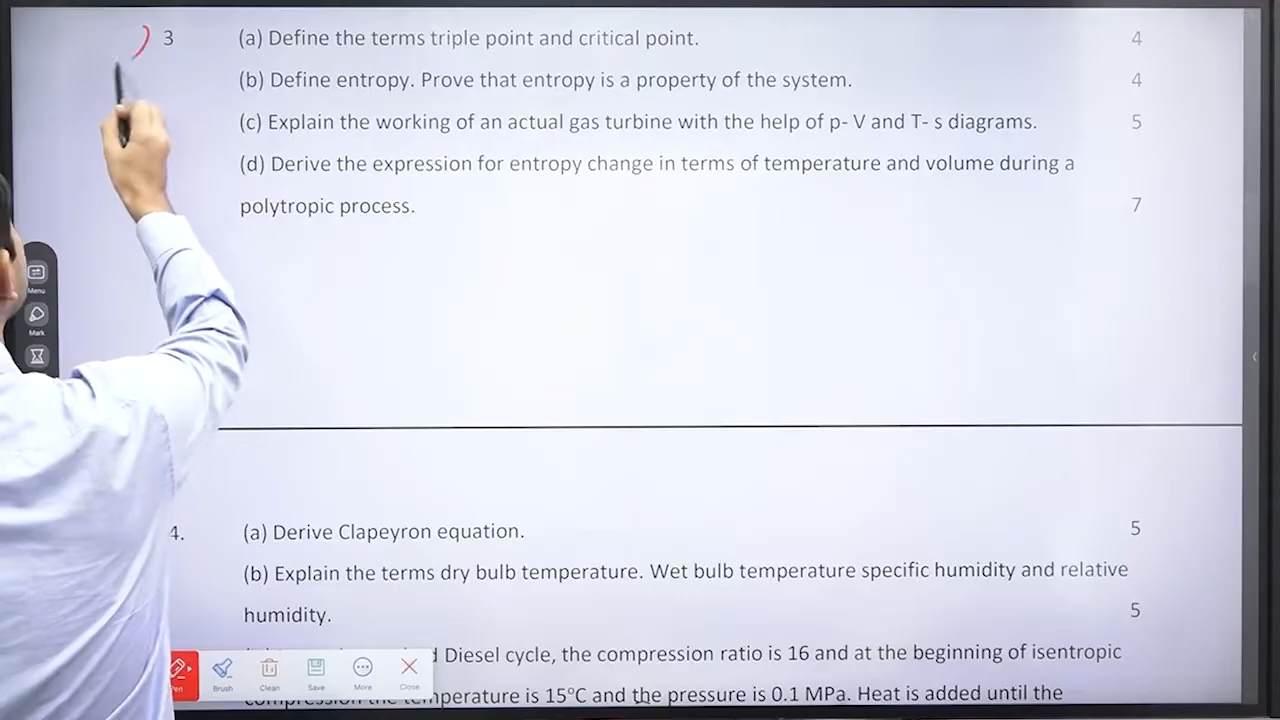 3 (a) Define the terms triple point and critical point. 4
(b) Define entropy. Prove that entropy is a property of the system. 4
(c) Explain the working of an actual gas turbine with the help of p- V and T- s diagrams. 5
(d) Derive the expression for entropy change in terms of temperature and volume during a
polytropic process. 7
Menu
Mark
4. (a) Derive Clapeyron equation. 5
(b) Explain the terms dry bulb temperature. Wet bulb temperature specific humidity and relative
humidity. 5
Diesel cycle, the compression ratio is 16 and at the beginning of isentropic
temperature is 15ºC and the pressure is 0.1 MPa. Heat is added until the
Pen Brush Clean Save More Close